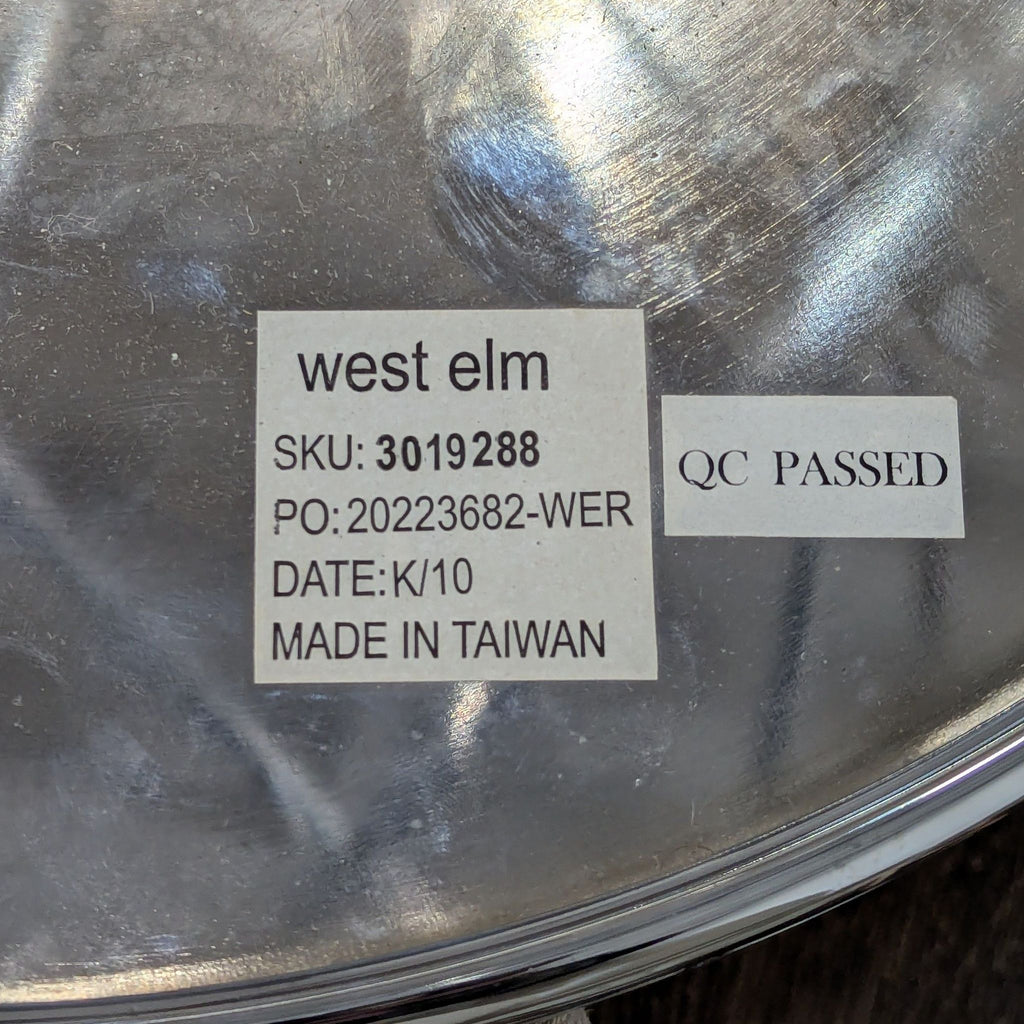 west elm
SKU: 3019288
PO:20223682-WER
DATE:K/10
MADE IN TAIWAN
QC PASSED